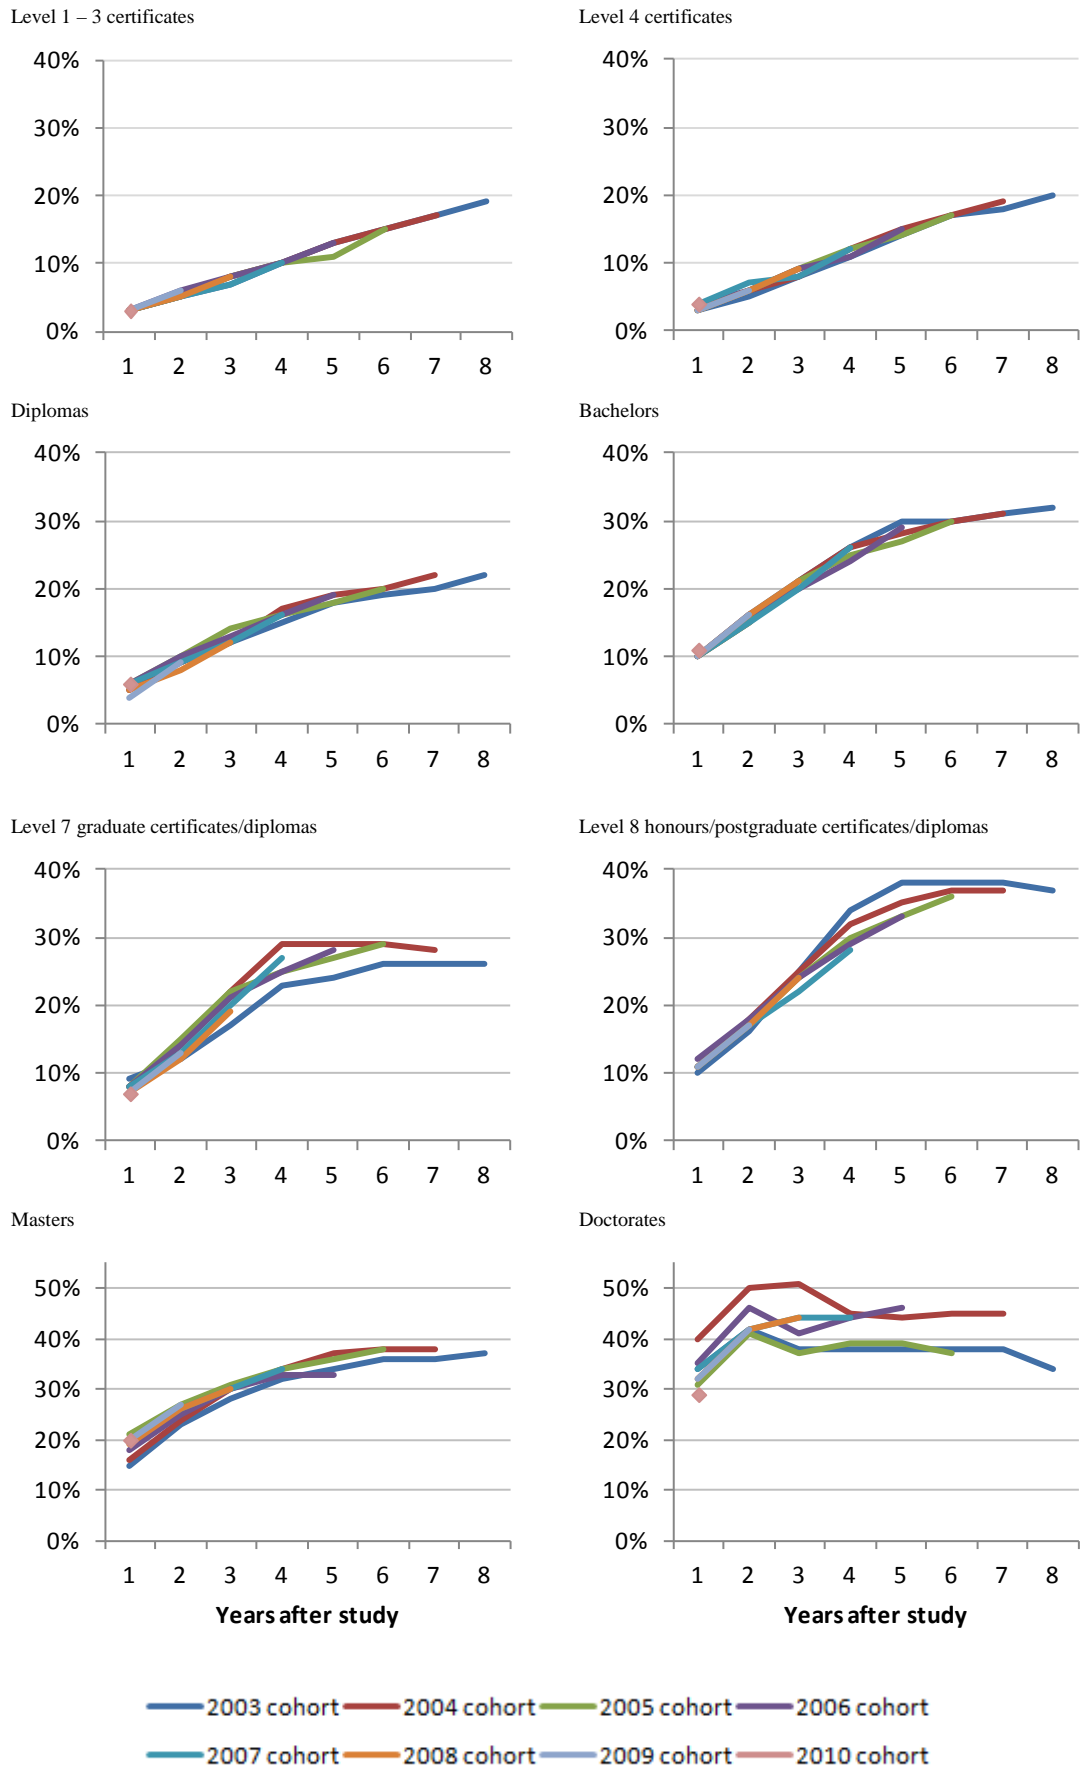 Level 1 – 3 certificates
40%
30%
20%
10%
0%
1 2 3 4 5 6 7 8
Level 4 certificates
40%
30%
20%
10%
0%
1 2 3 4 5 6 7 8
Diplomas
40%
30%
20%
10%
0%
1 2 3 4 5 6 7 8
Bachelors
40%
30%
20%
10%
0%
1 2 3 4 5 6 7 8
Level 7 graduate certificates/diplomas
40%
30%
20%
10%
0%
1 2 3 4 5 6 7 8
Level 8 honours/postgraduate certificates/diplomas
40%
30%
20%
10%
0%
1 2 3 4 5 6 7 8
Masters
50%
40%
30%
20%
10%
0%
1 2 3 4 5 6 7 8
Years after study
Doctorates
50%
40%
30%
20%
10%
0%
1 2 3 4 5 6 7 8
Years after study
2003 cohort 2004 cohort 2005 cohort 2006 cohort
2007 cohort 2008 cohort 2009 cohort 2010 cohort